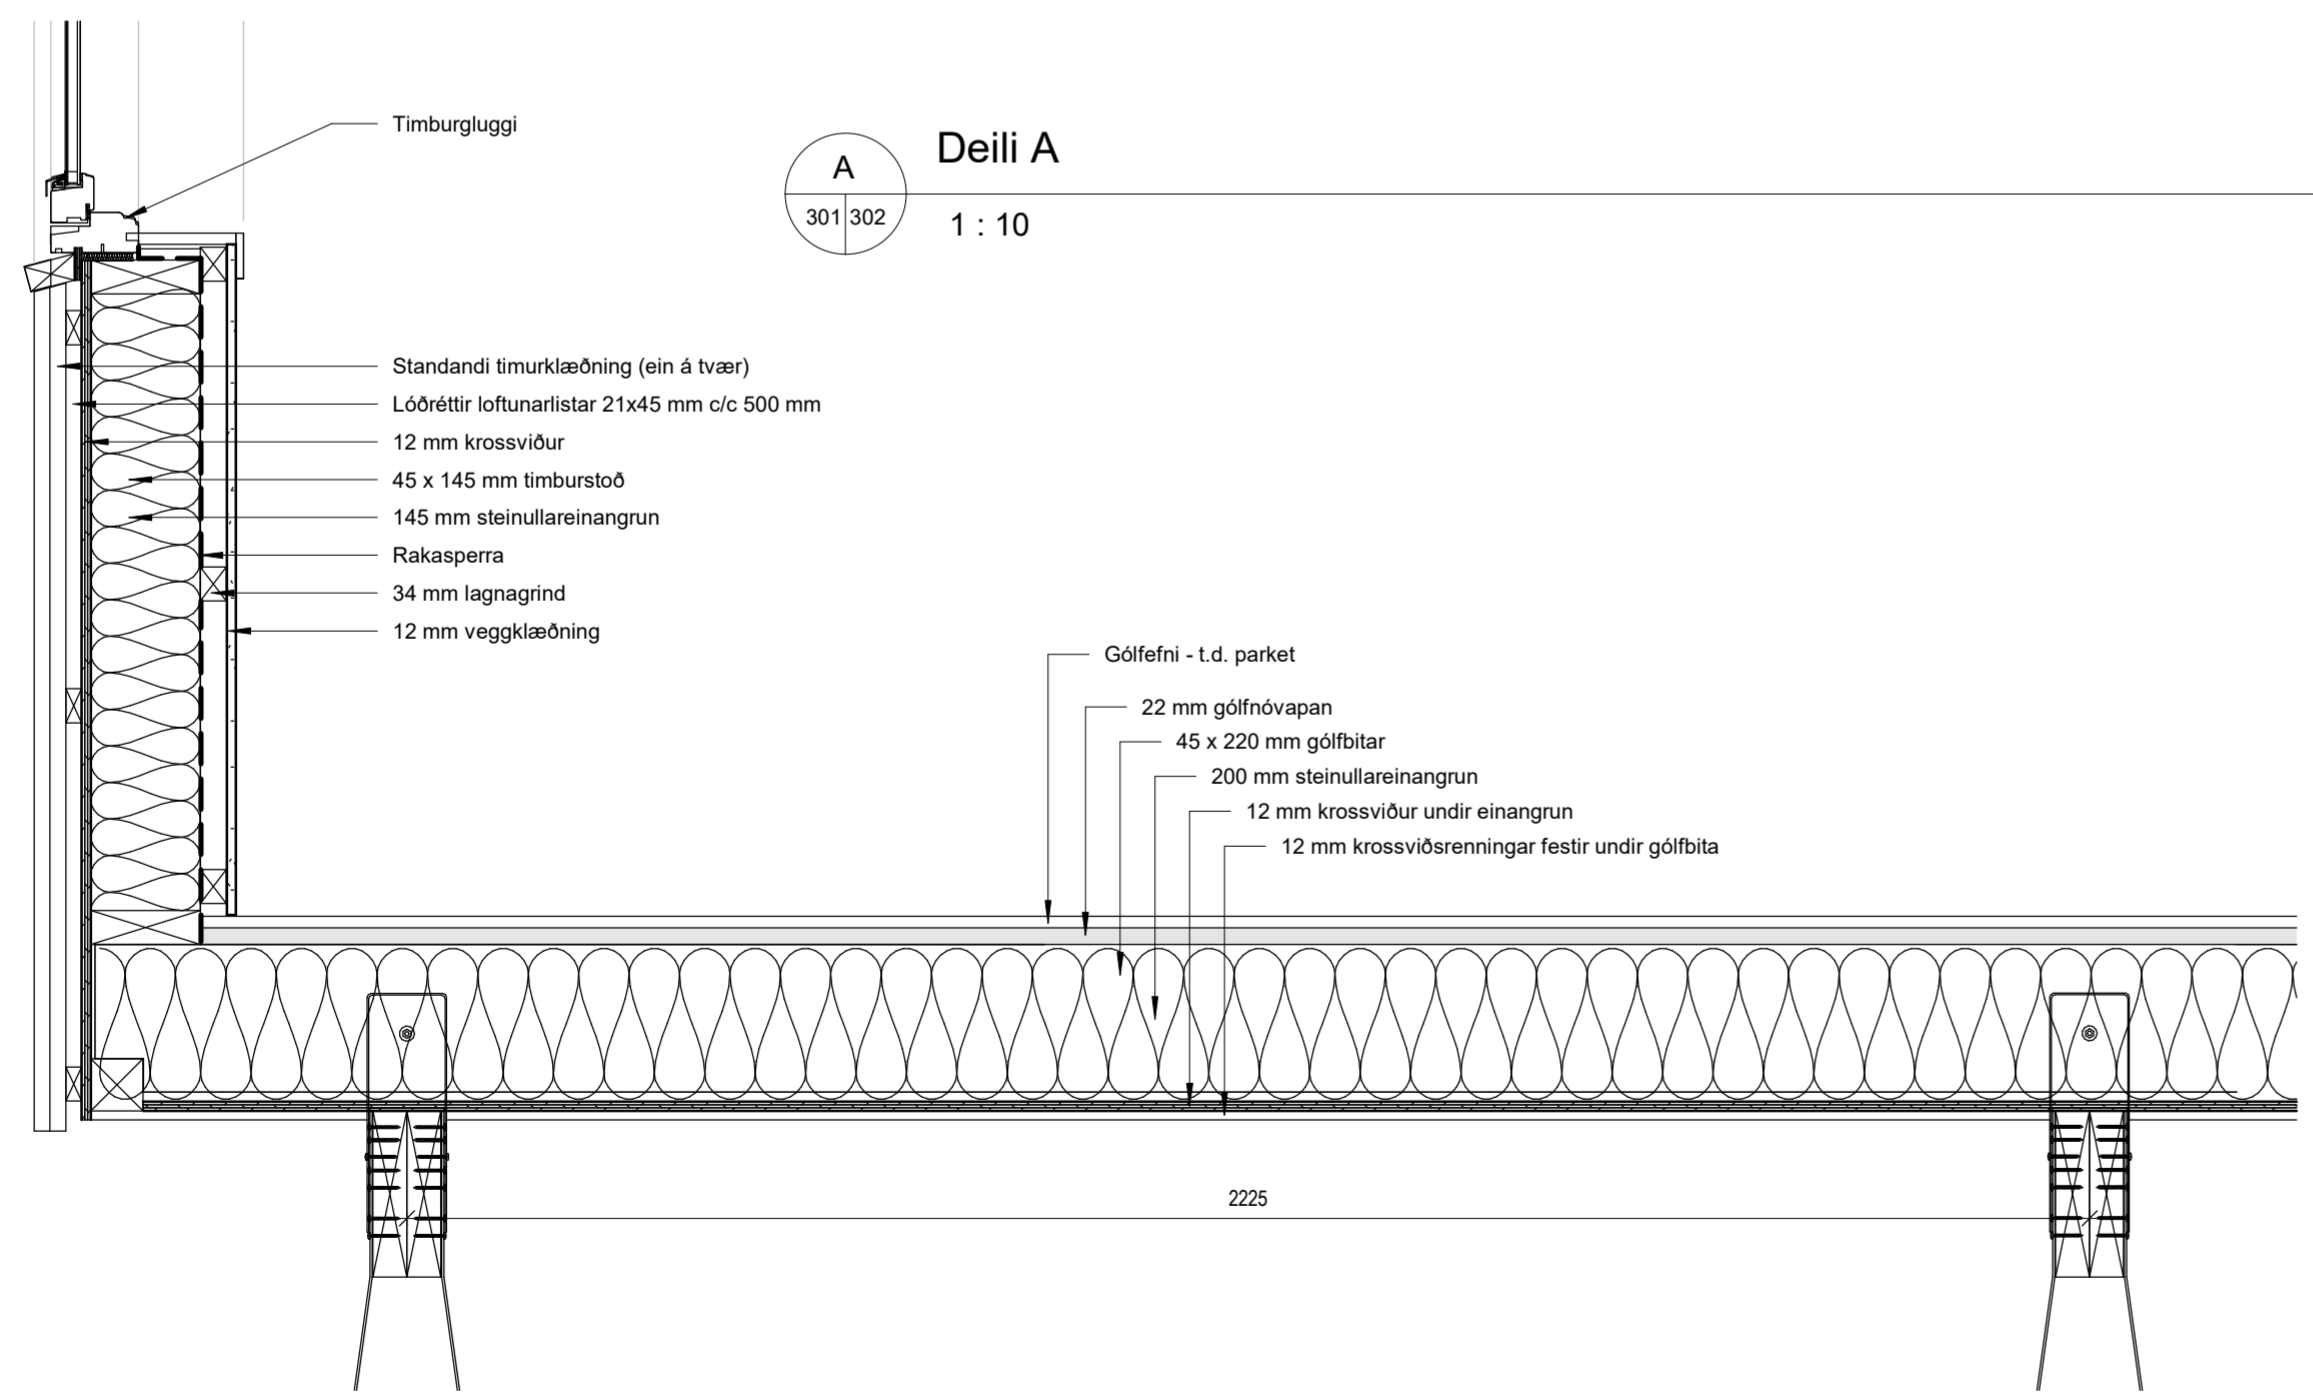 Timburgluggi
A
301 302
Deili A
1 : 10
Standandi timurklæðning (ein á tvær)
Lóðréttir loftunarlistar 21x45 mm c/c 500 mm
12 mm krossviður
45 x 145 mm timburstoð
145 mm steinullareinangrun
Rakasperra
34 mm lagnagrind
12 mm veggklæðning
Gólfefni - t.d. parket
22 mm gólfnóvapan
45 x 220 mm gólfbitar
200 mm steinullareinangrun
12 mm krossviður undir einangrun
12 mm krossviðsrenningar festir undir gólfbita
2225